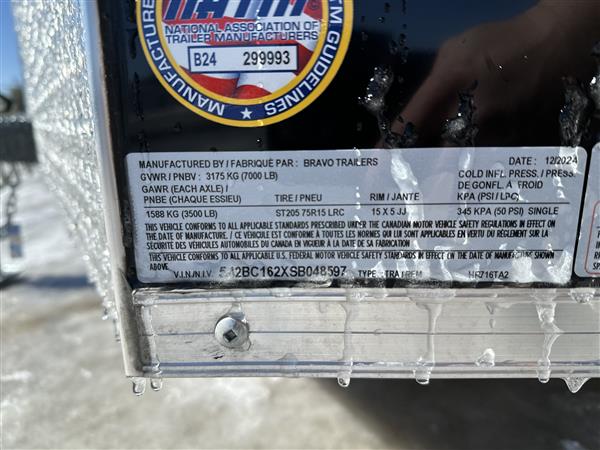 NATIONAL ASSOCIATION OF
TRAILER MANUFACTURERS
B24 299993
MANUFACTURED BY / FABRIQUÉ PAR : BRAVO TRAILERS DATE : 12/2024
GVWR / PNBV : 3175 KG (7000 LB) COLD INFL. PRESS. / PRESS.
GAWR (EACH AXLE) / TIRE / PNEU RIM / JANTE DE GONFL. À FROID
PNBE (CHAQUE ESSIEU) KPA (PSI / LPC)
1588 KG (3500 LB) ST205 75R15 LRC 15 X 5 JJ 345 KPA (50 PSI) SINGLE
THIS VEHICLE CONFORMS TO ALL APPLICABLE STANDARDS PRESCRIBED UNDER THE CANADIAN MOTOR VEHICLE SAFETY REGULATIONS IN EFFECT ON
THE DATE OF MANUFACTURE. / CE VÉHICULE EST CONFORME À TOUTES LES NORMES QUI LUI SONT APPLICABLES EN VERTU DU RÈGLEMENT SUR LA
SÉCURITÉ DES VÉHICULES AUTOMOBILES DU CANADA EN VIGUEUR À LA DATE DE SA FABRICATION.
THIS VEHICLE CONFORMS TO ALL APPLICABLE U.S. FEDERAL MOTOR VEHICLE SAFETY STANDARDS IN EFFECT ON THE DATE OF
MANUFACTURE SHOWN ABOVE.
V.I.N./N.I.V. 542BC162XSB048597 TYPE : TRA / REM HF716TA2
GUIDELINES